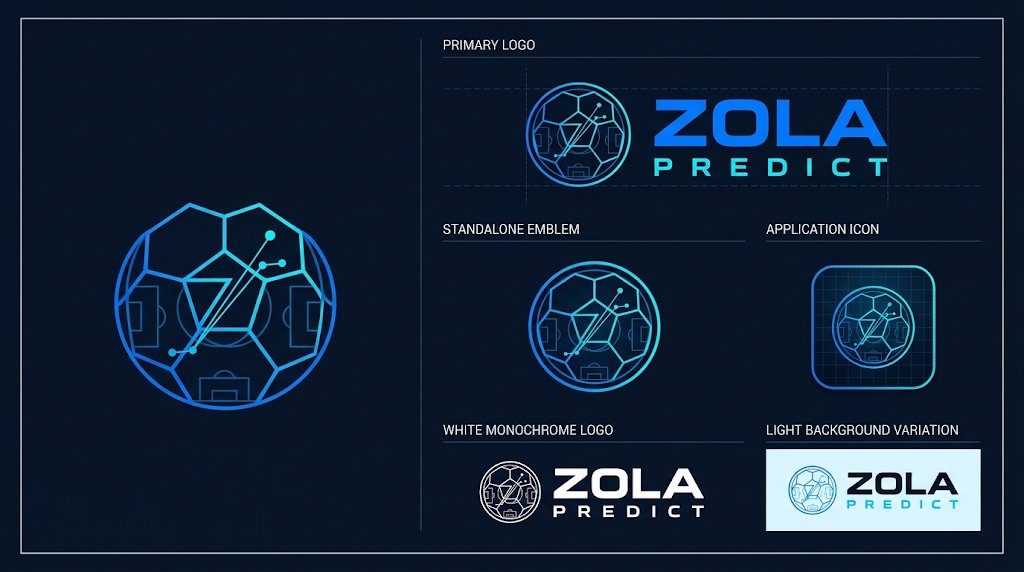 PRIMARY LOGO
ZOLA
PREDICT
STANDALONE EMBLEM
APPLICATION ICON
WHITE MONOCHROME LOGO
ZOLA
PREDICT
LIGHT BACKGROUND VARIATION
ZOLA
PREDICT